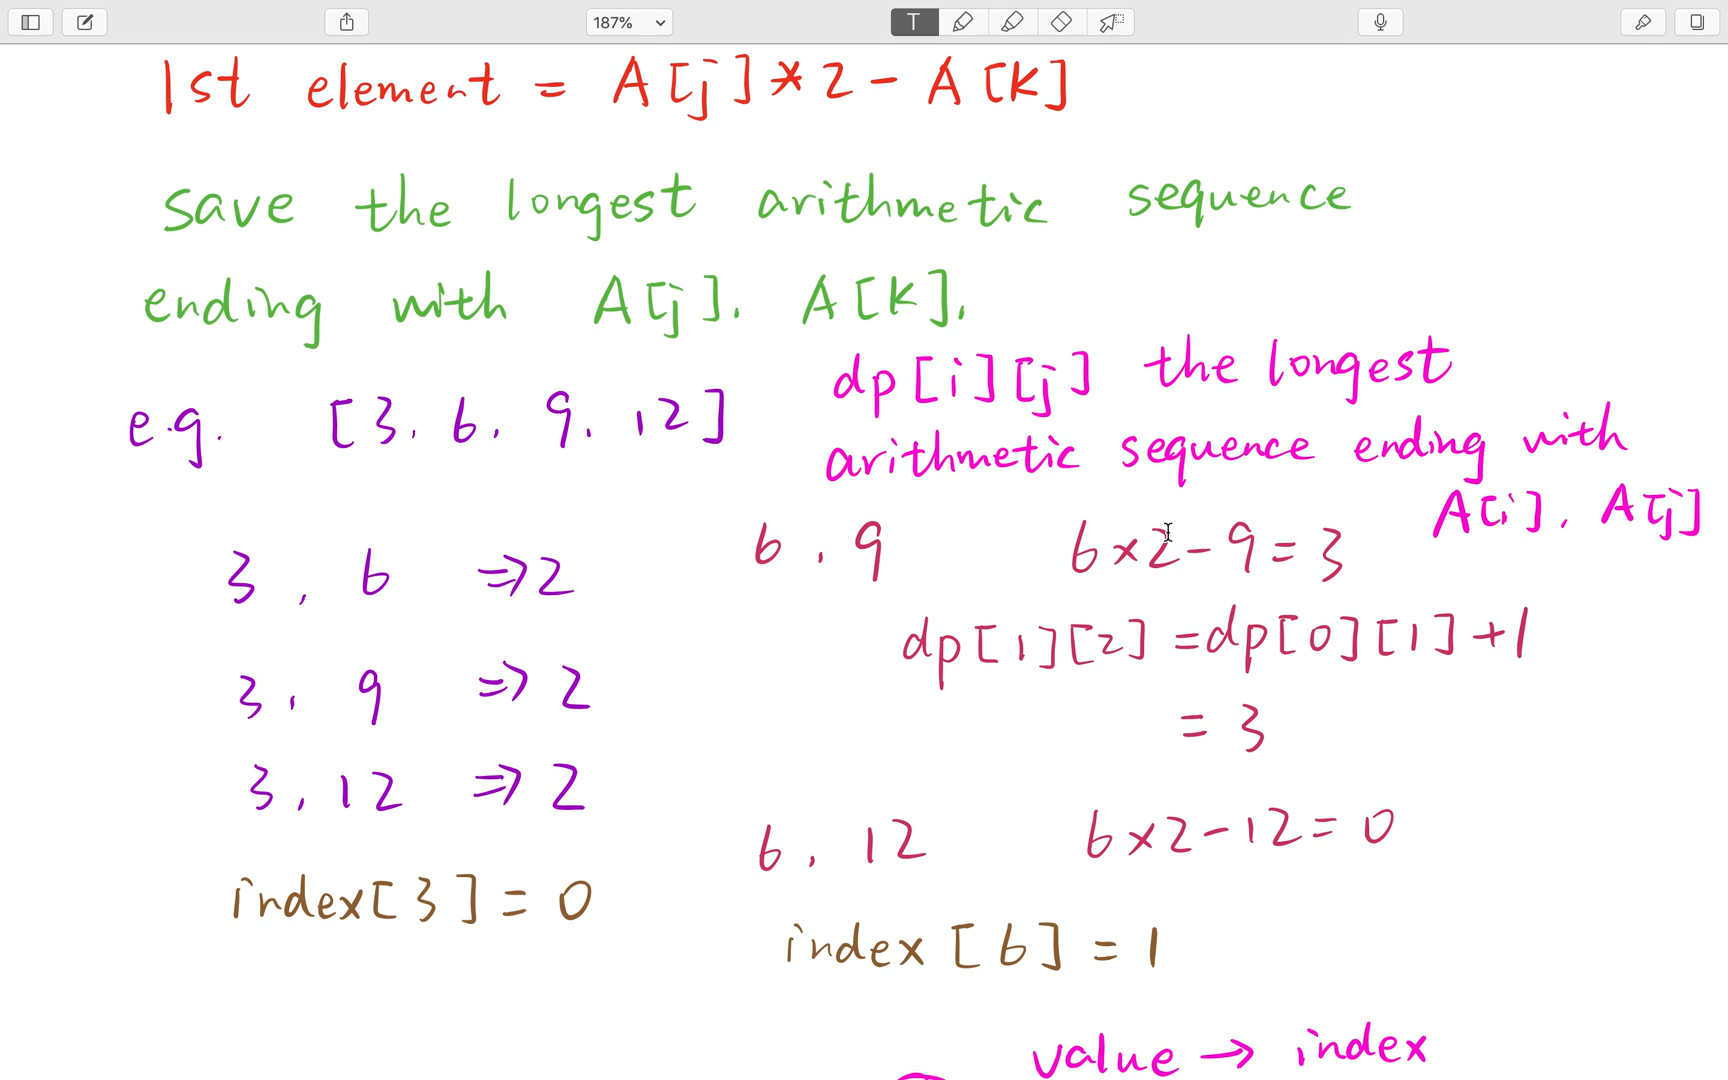 187%
T
1st element = A[j]*2-A[k]
save the longest arithmetic sequence
ending with A[j], A[k].
dp[i][j] the longest
arithmetic sequence ending with
A[i], A[j]
e.g. [3, 6, 9, 12]
3, 6 => 2
3, 9 => 2
3, 12 => 2
index[3] = 0
6, 9 6×2-9=3
dp[1][2] = dp[0][1]+1
= 3
6, 12 6×2-12=0
index[6] = 1
value → index